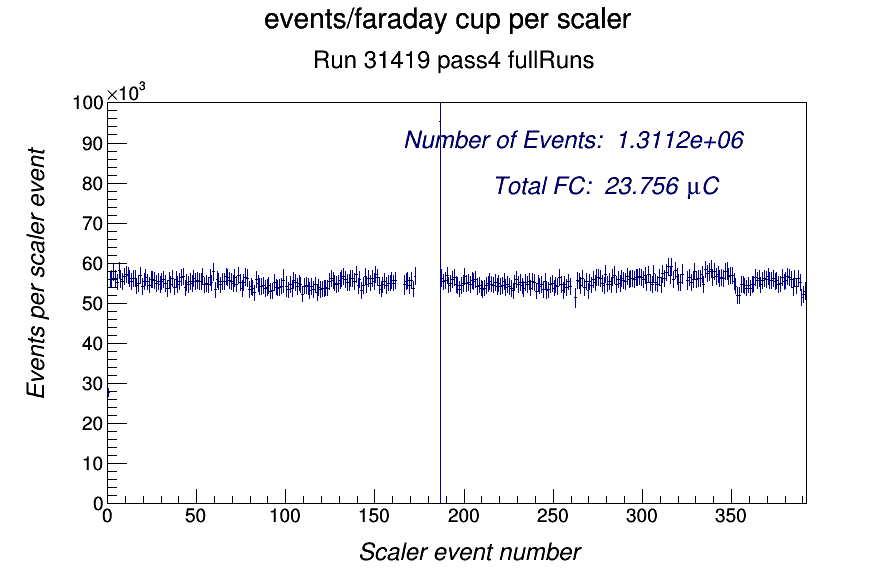 events/faraday cup per scaler
Run 31419 pass4 fullRuns
×10³
100
90
80
70
60
50
40
30
20
10
0
Events per scaler event
Number of Events: 1.3112e+06
Total FC: 23.756 μC
0 50 100 150 200 250 300 350
Scaler event number